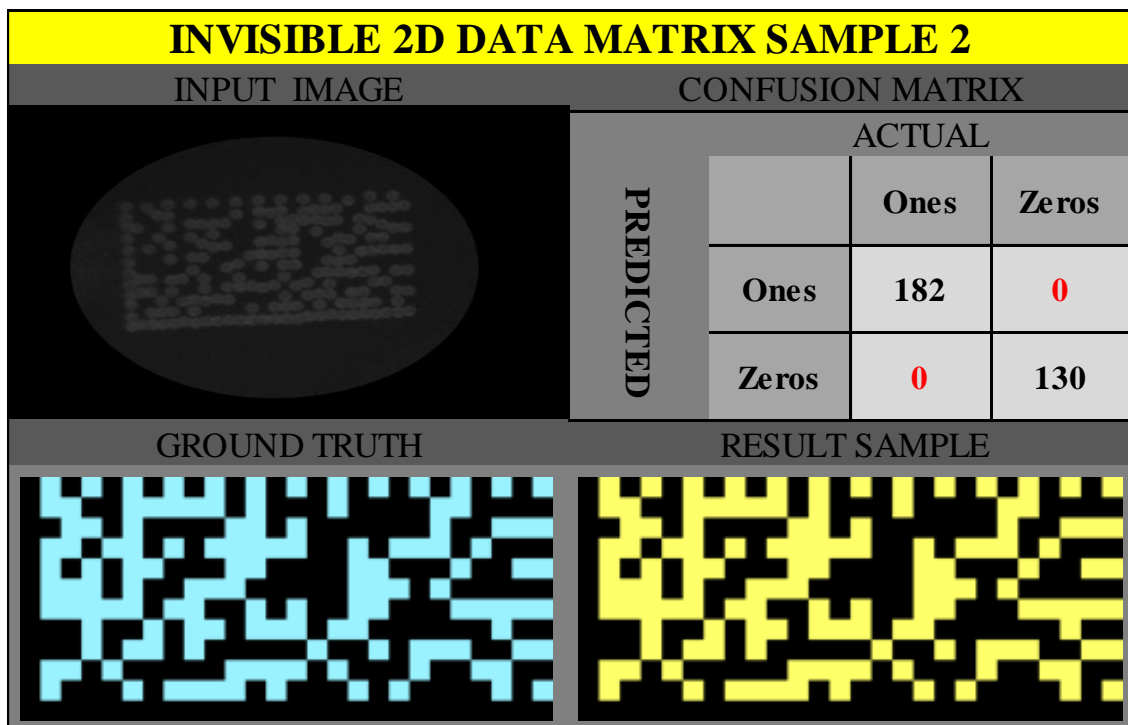 INVISIBLE 2D DATA MATRIX SAMPLE 2
INPUT IMAGE
CONFUSION MATRIX
ACTUAL
PREDICTED
Ones Zeros
Ones 182 0
Zeros 0 130
GROUND TRUTH
RESULT SAMPLE